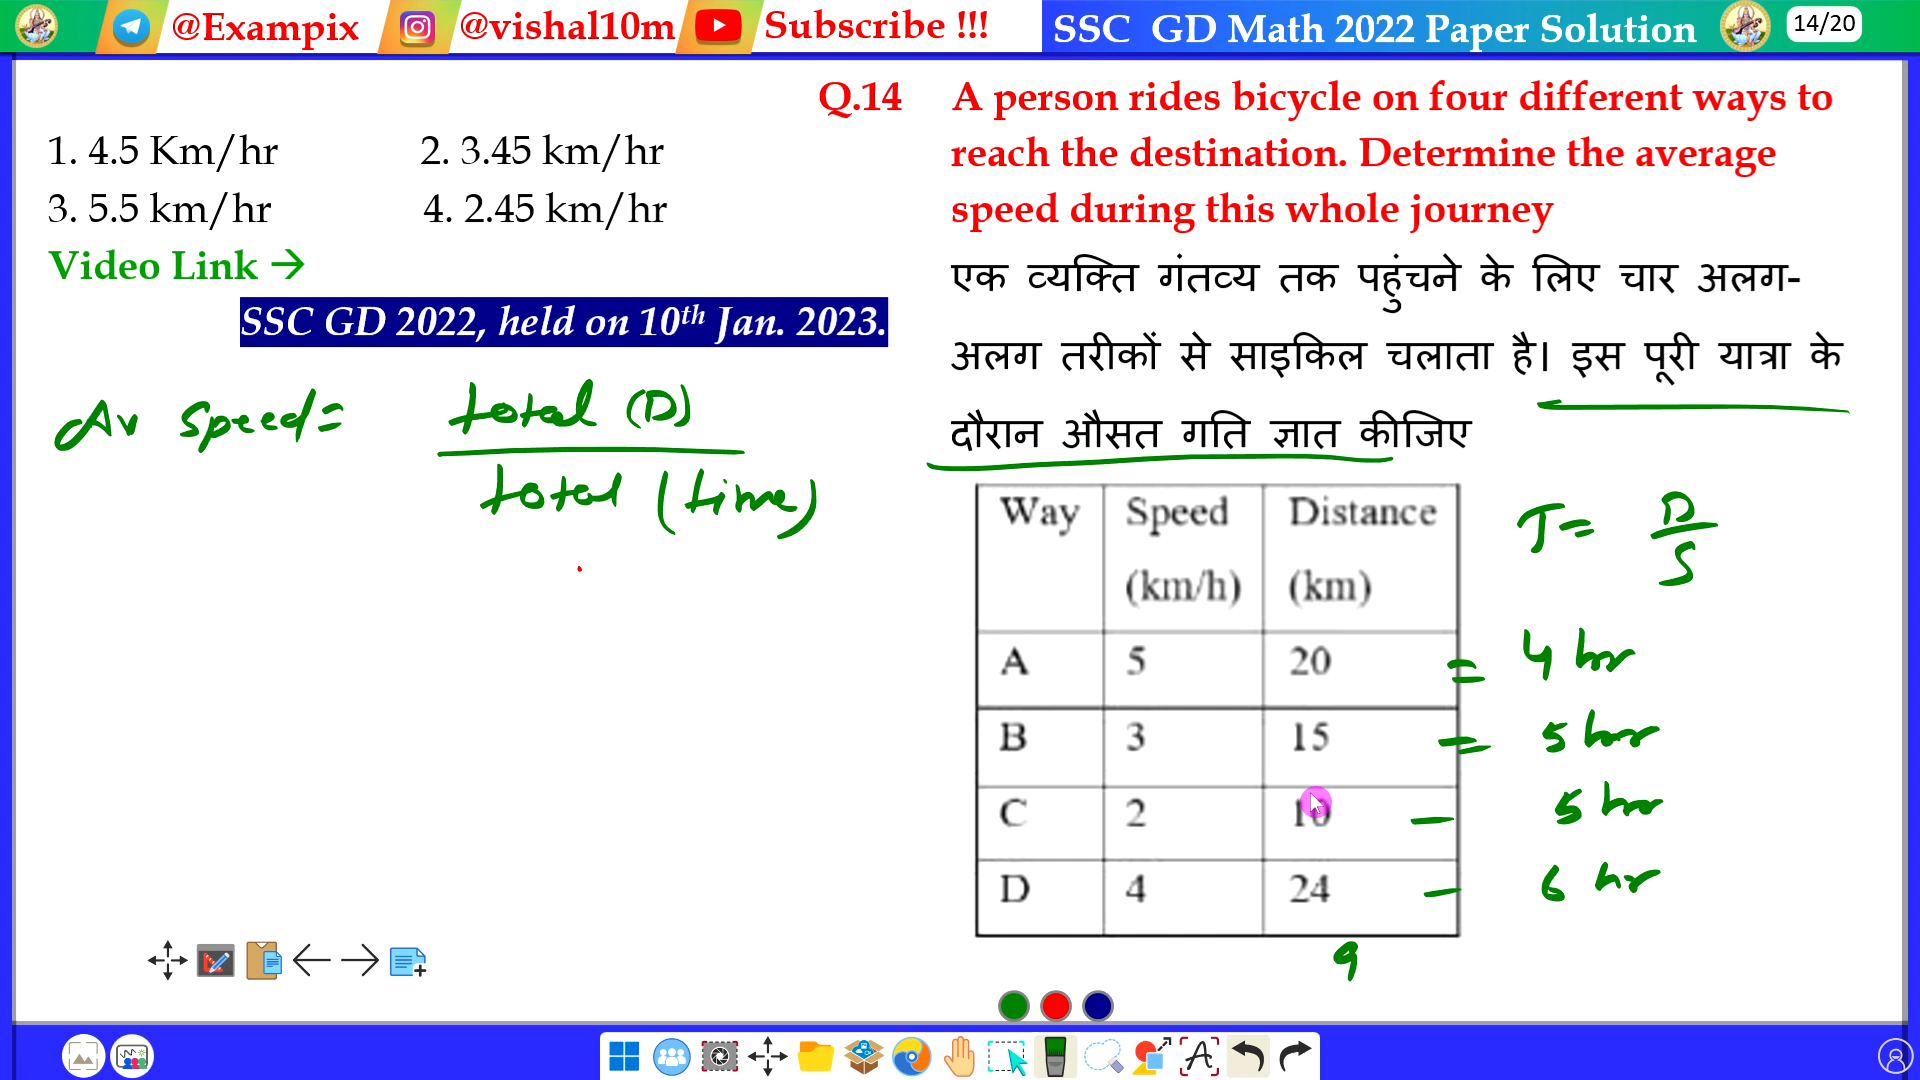 @Exampix @vishal10m Subscribe !!! SSC GD Math 2022 Paper Solution 14/20
Q.14 A person rides bicycle on four different ways to
reach the destination. Determine the average
speed during this whole journey
एक व्यक्ति गंतव्य तक पहुंचने के लिए चार अलग-
अलग तरीकों से साइकिल चलाता है। इस पूरी यात्रा के
दौरान औसत गति ज्ञात कीजिए
1. 4.5 Km/hr 2. 3.45 km/hr
3. 5.5 km/hr 4. 2.45 km/hr
Video Link →
SSC GD 2022, held on 10th Jan. 2023.
Av Speed = total (D)
total (time)
Way Speed (km/h) Distance (km)
A 5 20 = 4 hr
B 3 15 = 5 hr
C 2 10 – 5 hr
D 4 24 – 6 hr
9
T = D
S